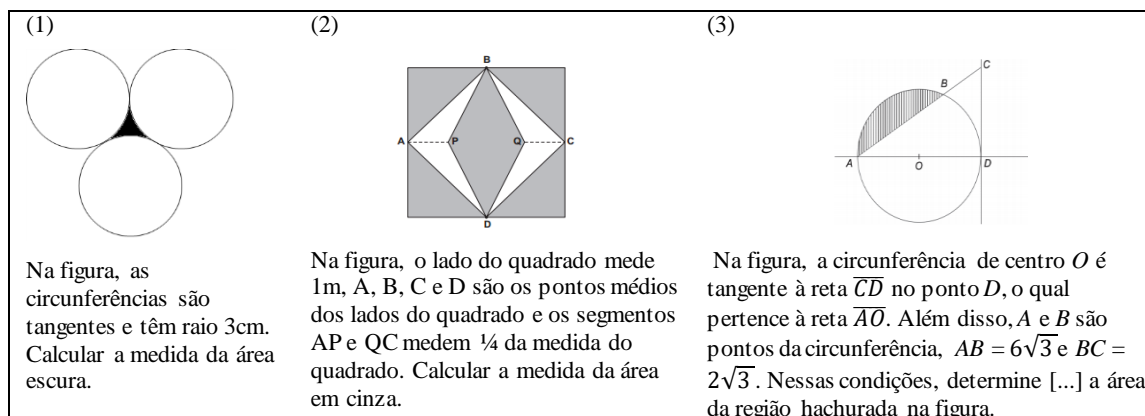 (1)
Na figura, as
circunferências são
tangentes e têm raio 3cm.
Calcular a medida da área
escura.
(2)
B
A
P
Q
C
D
Na figura, o lado do quadrado mede
1m, A, B, C e D são os pontos médios
dos lados do quadrado e os segmentos
AP e QC medem ¼ da medida do
quadrado. Calcular a medida da área
em cinza.
(3)
C
B
A
O
D
Na figura, a circunferência de centro O é
tangente à reta \overline{CD} no ponto D, o qual
pertence à reta \overline{AO}. Além disso, A e B são
pontos da circunferência, AB = 6√3 e BC =
2√3. Nessas condições, determine [...] a área
da região hachurada na figura.